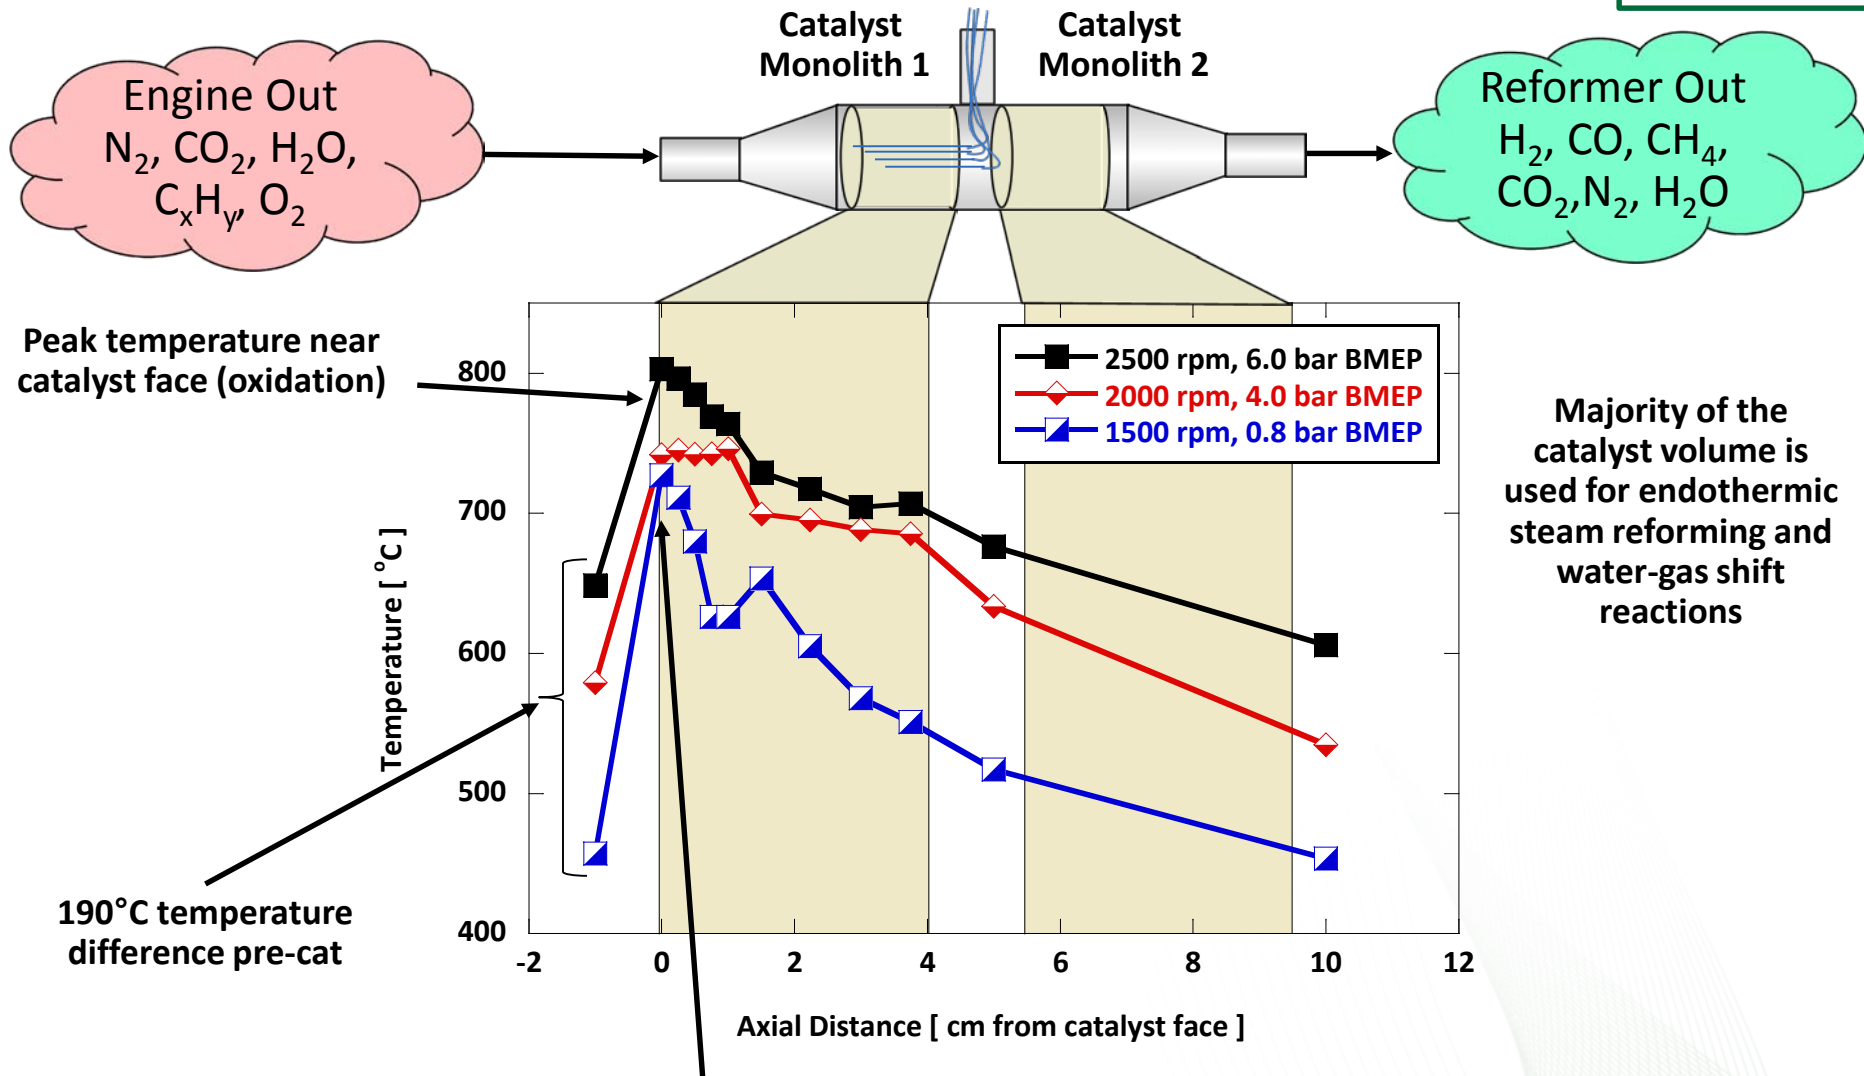 Engine Out
N₂, CO₂, H₂O,
CₓHᵧ, O₂
Catalyst
Monolith 1
Catalyst
Monolith 2
Reformer Out
H₂, CO, CH₄,
CO₂,N₂, H₂O
Peak temperature near
catalyst face (oxidation)
190°C temperature
difference pre-cat
Temperature [ °C ]
800
700
600
500
400
2500 rpm, 6.0 bar BMEP
2000 rpm, 4.0 bar BMEP
1500 rpm, 0.8 bar BMEP
-2 0 2 4 6 8 10 12
Axial Distance [ cm from catalyst face ]
Majority of the
catalyst volume is
used for endothermic
steam reforming and
water-gas shift
reactions